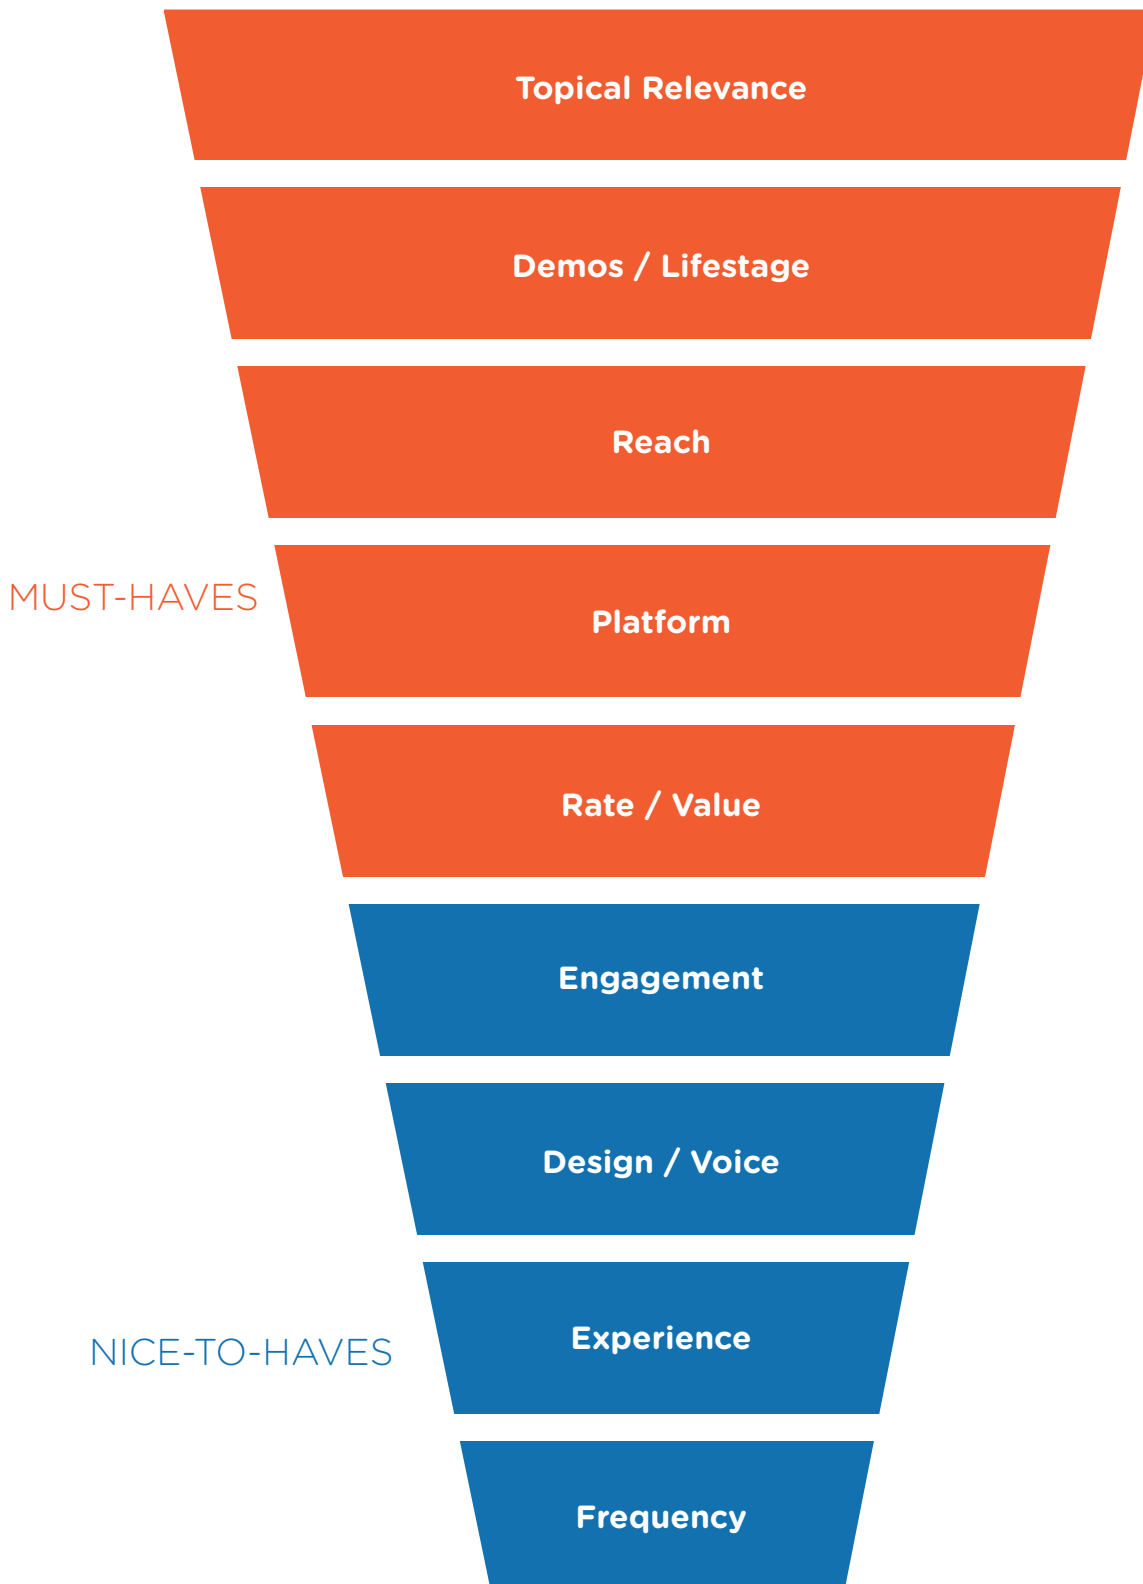 Topical Relevance
Demos / Lifestage
Reach
MUST-HAVES
Platform
Rate / Value
Engagement
Design / Voice
NICE-TO-HAVES
Experience
Frequency